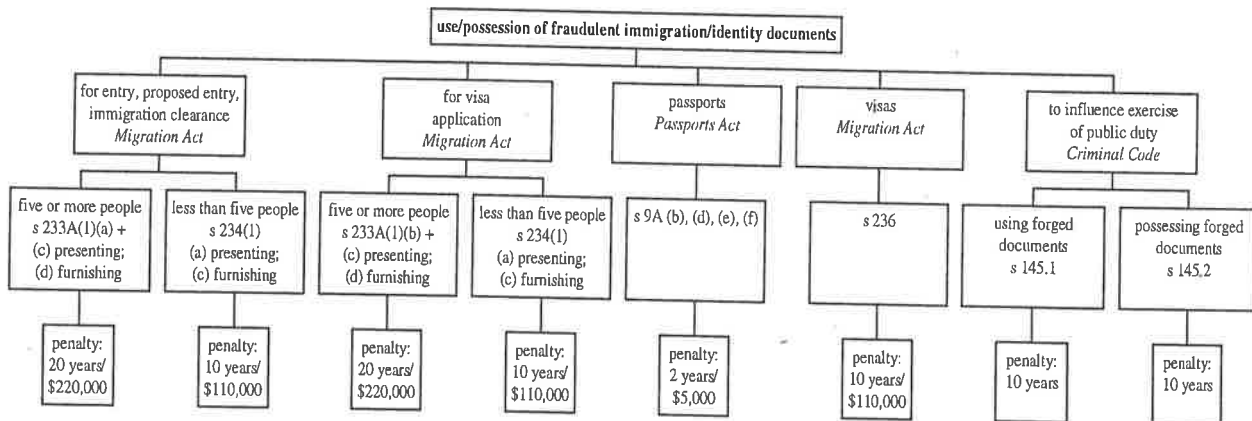 use/possession of fraudulent immigration/identity documents
for entry, proposed entry,
immigration clearance
Migration Act
for visa
application
Migration Act
passports
Passports Act
visas
Migration Act
to influence exercise
of public duty
Criminal Code
five or more people
s 233A(1)(a) +
(c) presenting;
(d) furnishing
less than five people
s 234(1)
(a) presenting;
(c) furnishing
five or more people
s 233A(1)(b) +
(c) presenting;
(d) furnishing
less than five people
s 234(1)
(a) presenting;
(c) furnishing
s 9A (b), (d), (e), (f)
s 236
using forged
documents
s 145.1
possessing forged
documents
s 145.2
penalty:
20 years/
$220,000
penalty:
10 years/
$110,000
penalty:
20 years/
$220,000
penalty:
10 years/
$110,000
penalty:
2 years/
$5,000
penalty:
10 years/
$110,000
penalty:
10 years
penalty:
10 years